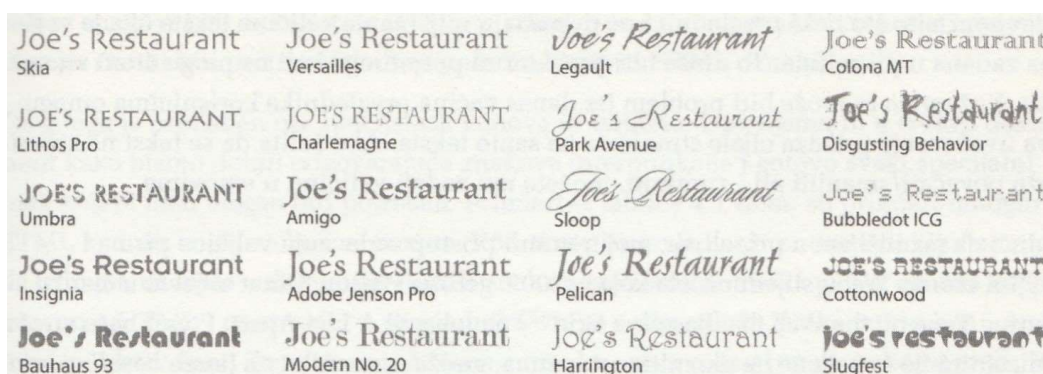 Joe's Restaurant
Skia
Joe's Restaurant
Versailles
Joe's Restaurant
Legault
Joe's Restaurant
Colona MT
JOE'S RESTAURANT
Lithos Pro
JOE'S RESTAURANT
Charlemagne
Joe's Restaurant
Park Avenue
Joe's Restaurant
Disgusting Behavior
JOE'S RESTAURANT
Umbra
Joe's Restaurant
Amigo
Joe's Restaurant
Sloop
Joe's Restaurant
Bubbledot ICG
Joe's Restaurant
Insignia
Joe's Restaurant
Adobe Jenson Pro
Joe's Restaurant
Pelican
JOE'S RESTAURANT
Cottonwood
Joe's Restaurant
Bauhaus 93
Joe's Restaurant
Modern No. 20
Joe's Restaurant
Harrington
Joe's restaurant
Slugfest